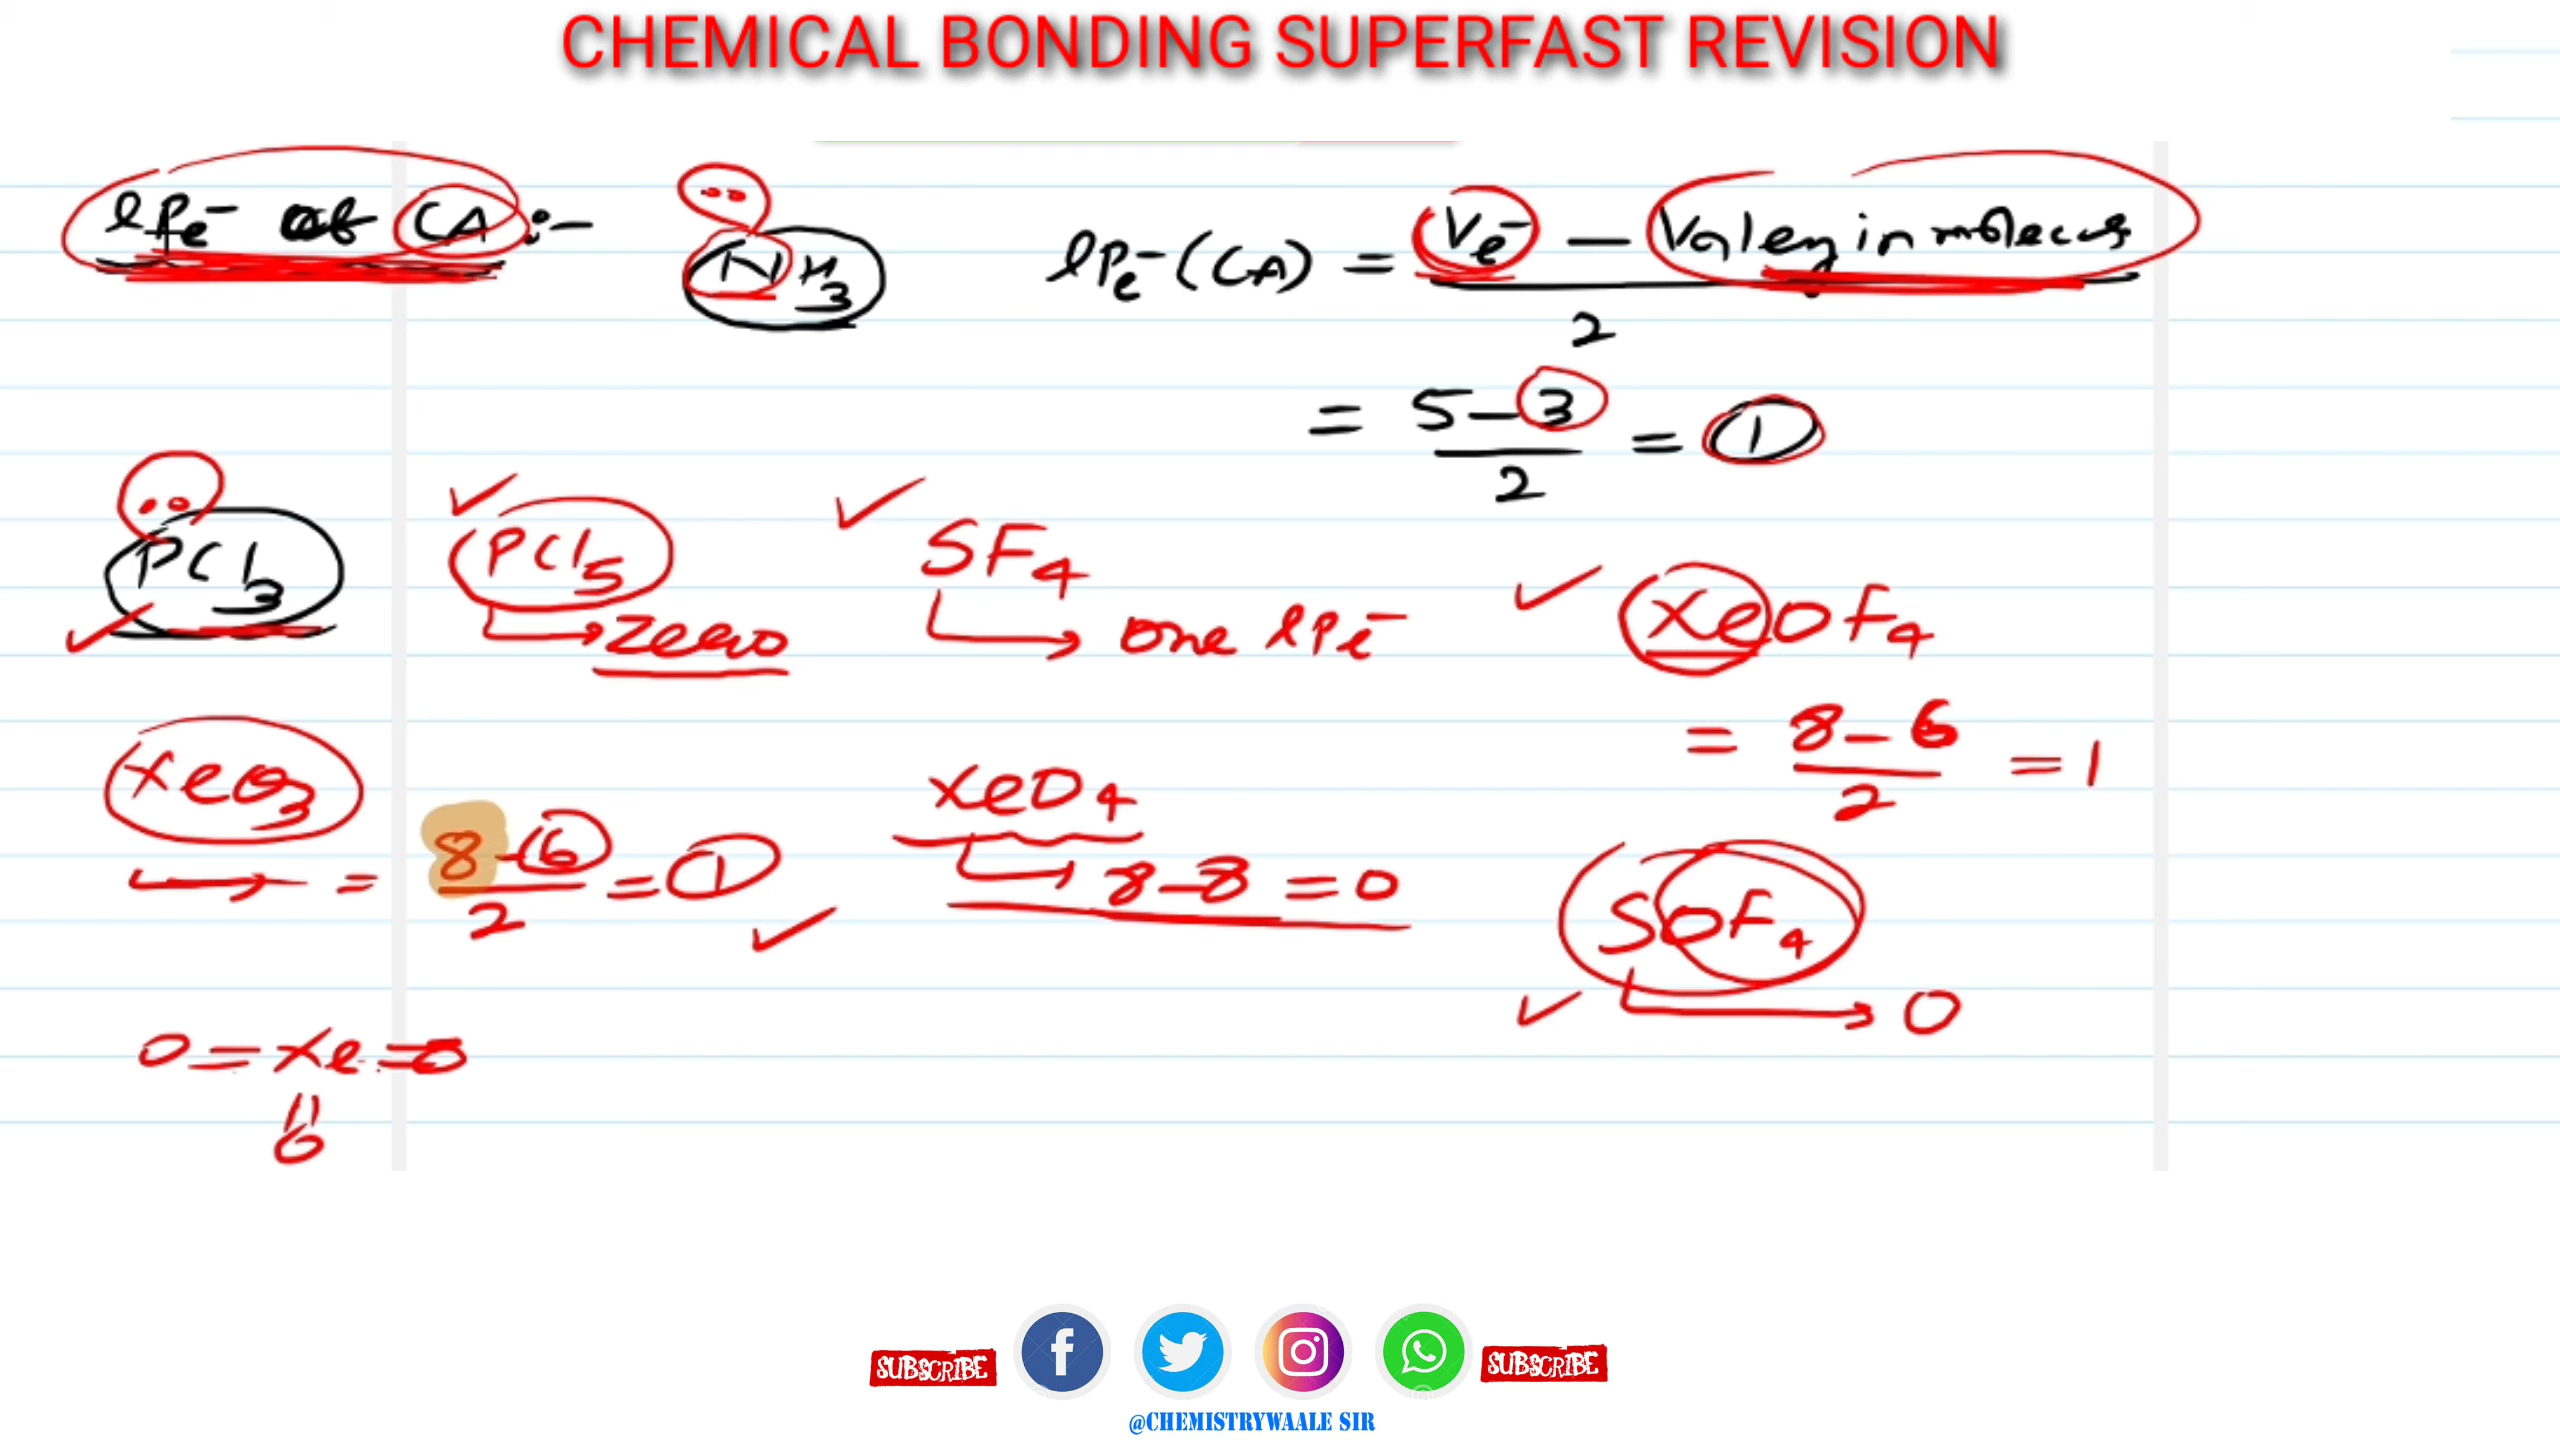 CHEMICAL BONDING SUPERFAST REVISION
lPe⁻ of CA :-
NH₃
lPe⁻(CA) = Ve⁻ - Valency in molecule / 2
= 5-3 / 2 = 1
PCl₃
PCl₅
zero
SF₄
one lPe⁻
XeOF₄
= 8-6 / 2 = 1
XeO₃
= 8-6 / 2 = 1
XeO₄
8-8 = 0
SOF₄
0
O=Xe=O
"
O
SUBSCRIBE
f
SUBSCRIBE
@CHEMISTRYWAALE SIR